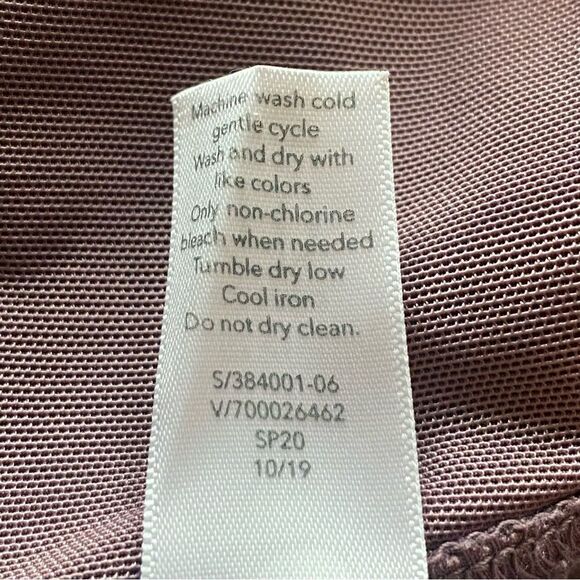 Machine wash cold
gentle cycle
Wash and dry with
like colors
Only non-chlorine
bleach when needed
Tumble dry low
Cool iron
Do not dry clean.
S/384001-06
V/700026462
SP20
10/19